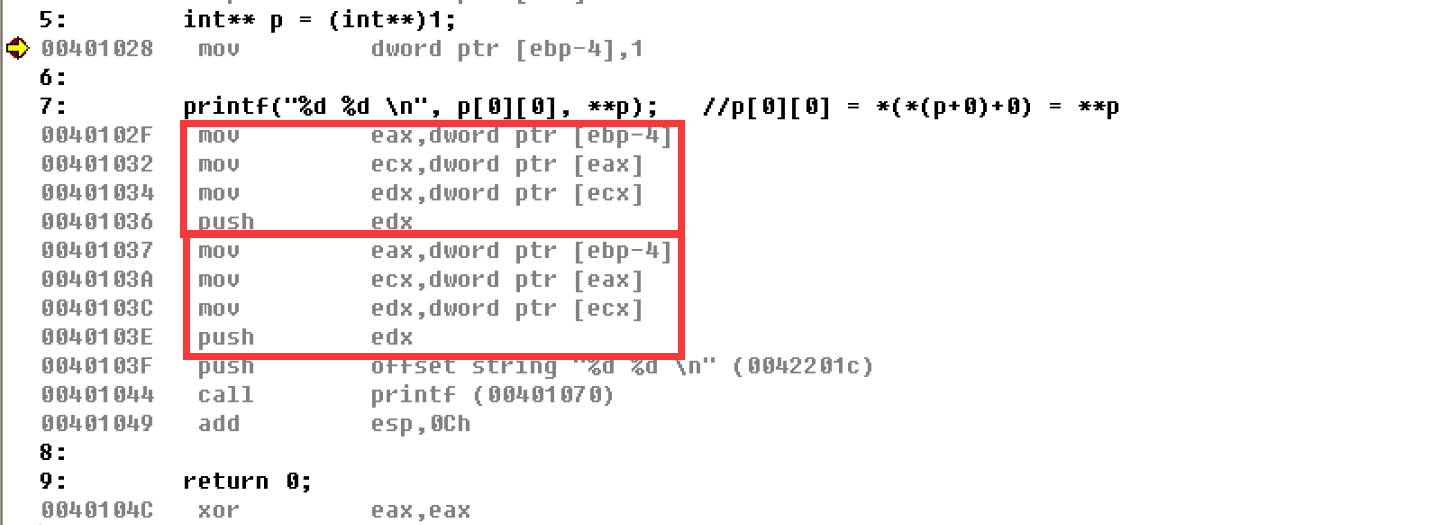 5: int** p = (int**)1;
00401028 mov dword ptr [ebp-4],1
6:
7: printf("%d %d \n", p[0][0], **p); //p[0][0] = *(*(p+0)+0) = **p
0040102F mov eax,dword ptr [ebp-4]
00401032 mov ecx,dword ptr [eax]
00401034 mov edx,dword ptr [ecx]
00401036 push edx
00401037 mov eax,dword ptr [ebp-4]
0040103A mov ecx,dword ptr [eax]
0040103C mov edx,dword ptr [ecx]
0040103E push edx
0040103F push offset string "%d %d \n" (0042201c)
00401044 call printf (00401070)
00401049 add esp,0Ch
8:
9: return 0;
0040104C xor eax,eax